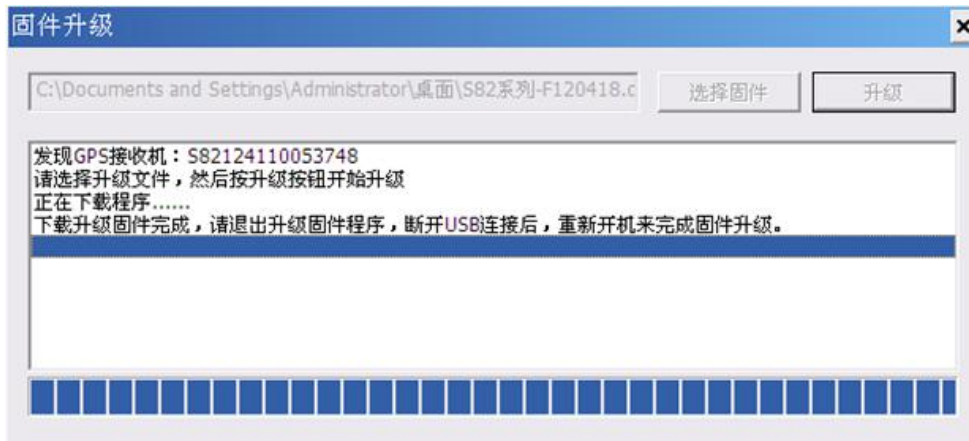 固件升级
C:\Documents and Settings\Administrator\桌面\S82系列-F120418.c
选择固件
升级
发现GPS接收机：S82124110053748
请选择升级文件，然后按升级按钮开始升级
正在下载程序......
下载升级固件完成，请退出升级固件程序，断开USB连接后，重新开机来完成固件升级。